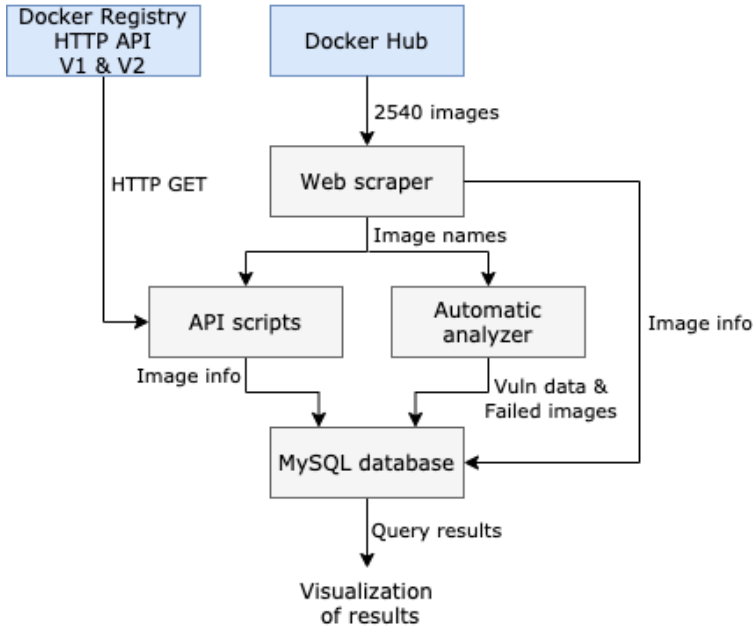 Docker Registry
HTTP API
V1 & V2
Docker Hub
2540 images
HTTP GET
Web scraper
Image names
API scripts
Automatic
analyzer
Image info
Image info
Vuln data &
Failed images
MySQL database
Query results
Visualization
of results